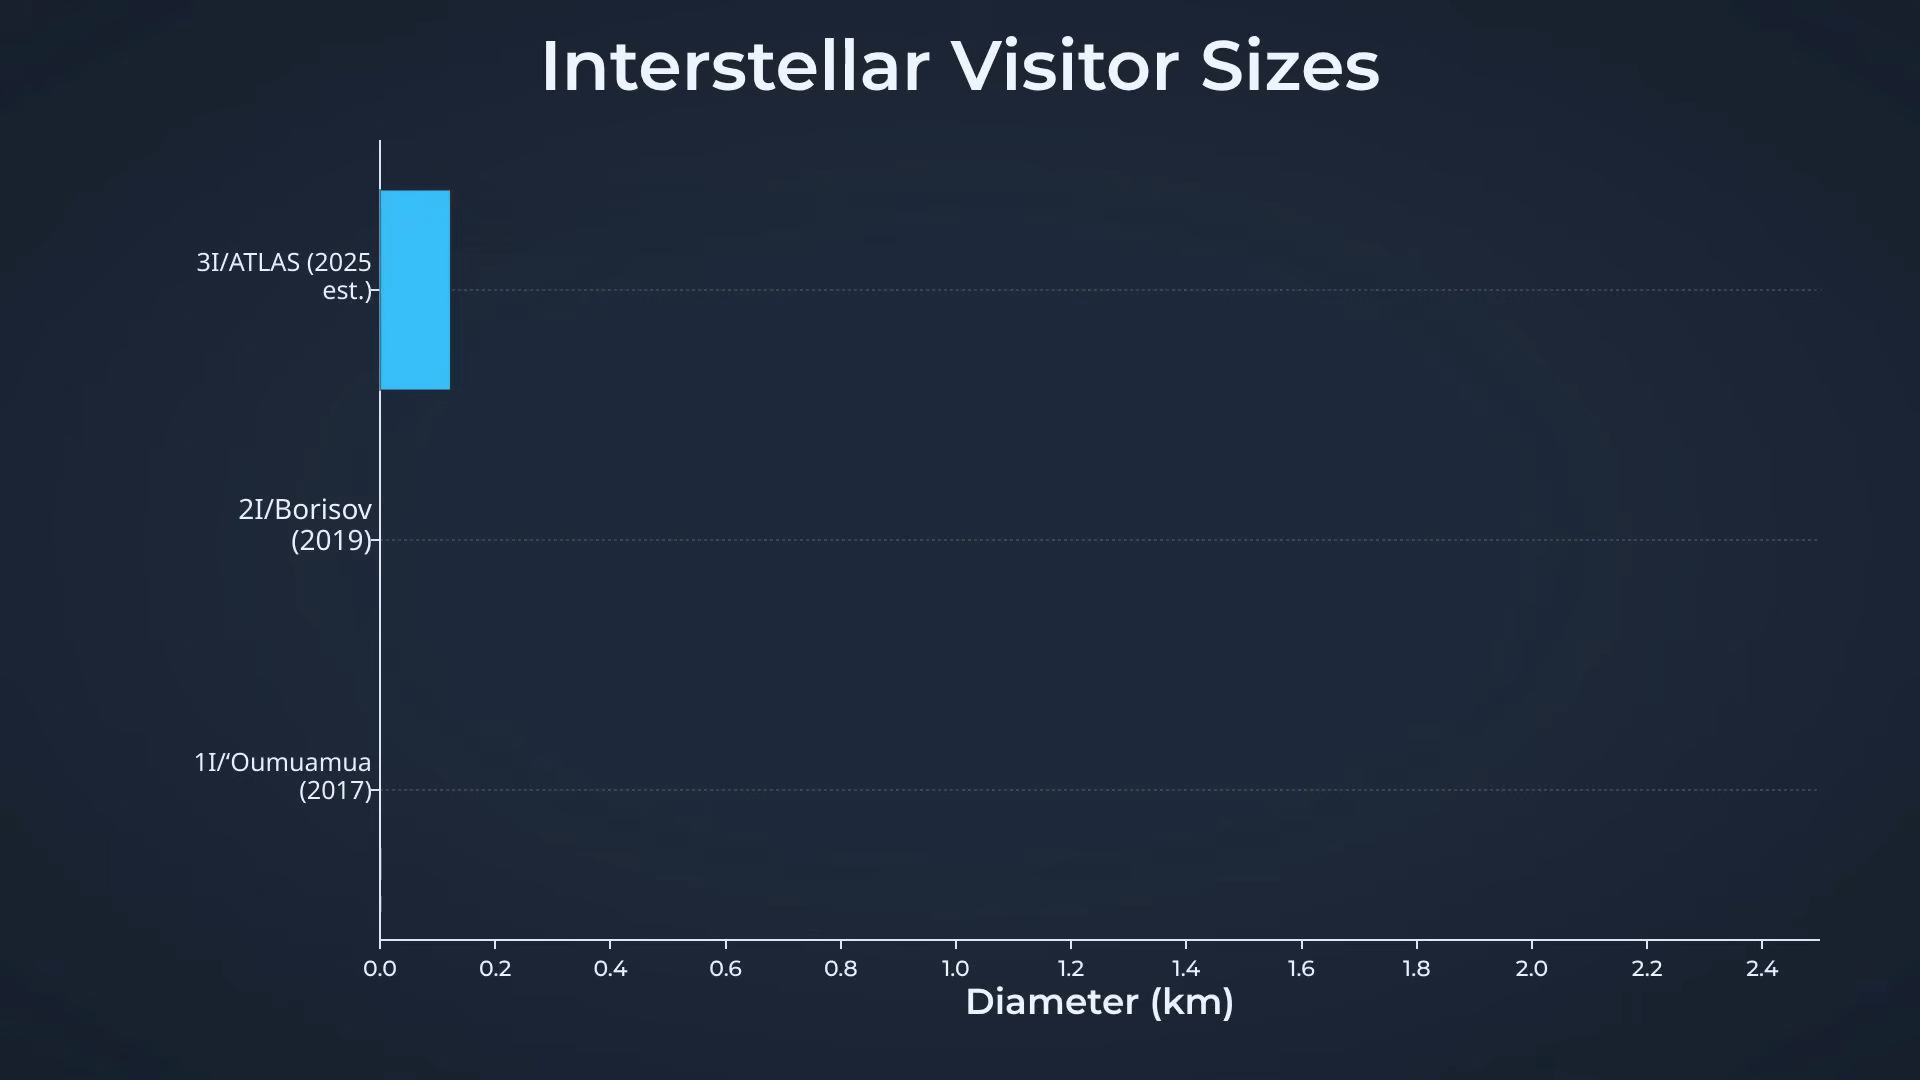 Interstellar Visitor Sizes
3I/ATLAS (2025
est.)
2I/Borisov
(2019)
1I/‘Oumuamua
(2017)
0.0 0.2 0.4 0.6 0.8 1.0 1.2 1.4 1.6 1.8 2.0 2.2 2.4
Diameter (km)